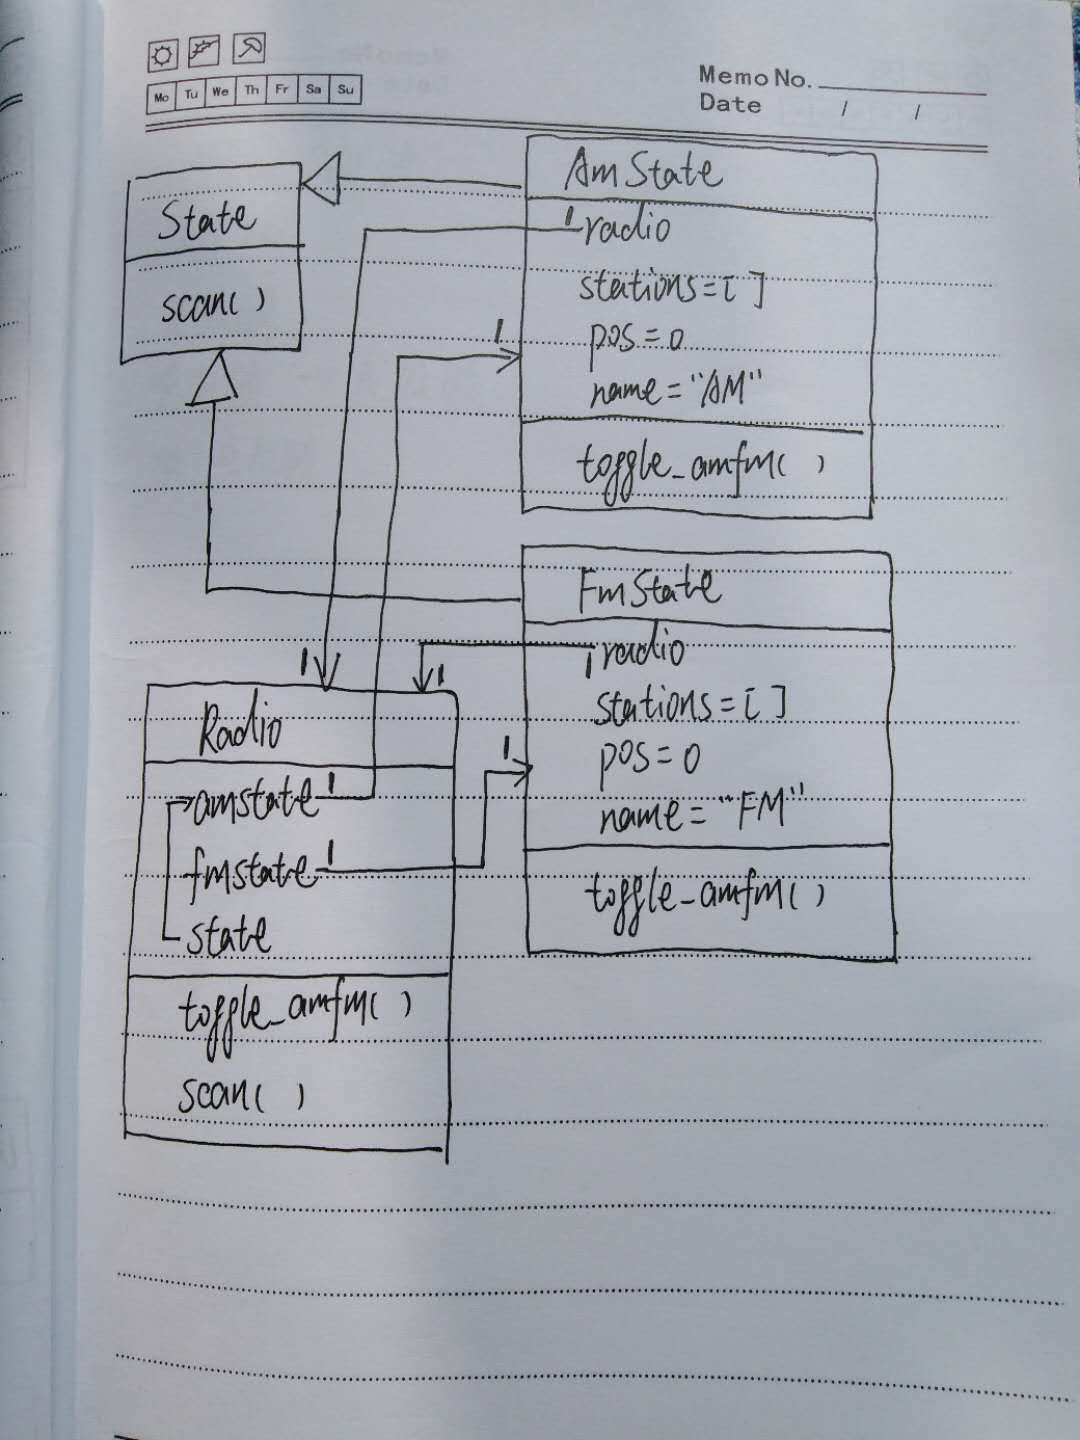 Mo Tu We Th Fr Sa Su
Memo No.
Date / /
State
scan( )
AmState
1 radio
stations=[ ]
pos=0
name="AM"
toggle_amfm( )
1
FmState
1 radio
stations=[ ]
pos=0
name="FM"
toggle_amfm( )
1
1 1
Radio
amstate 1
fmstate 1
state
toggle_amfm( )
scan( )